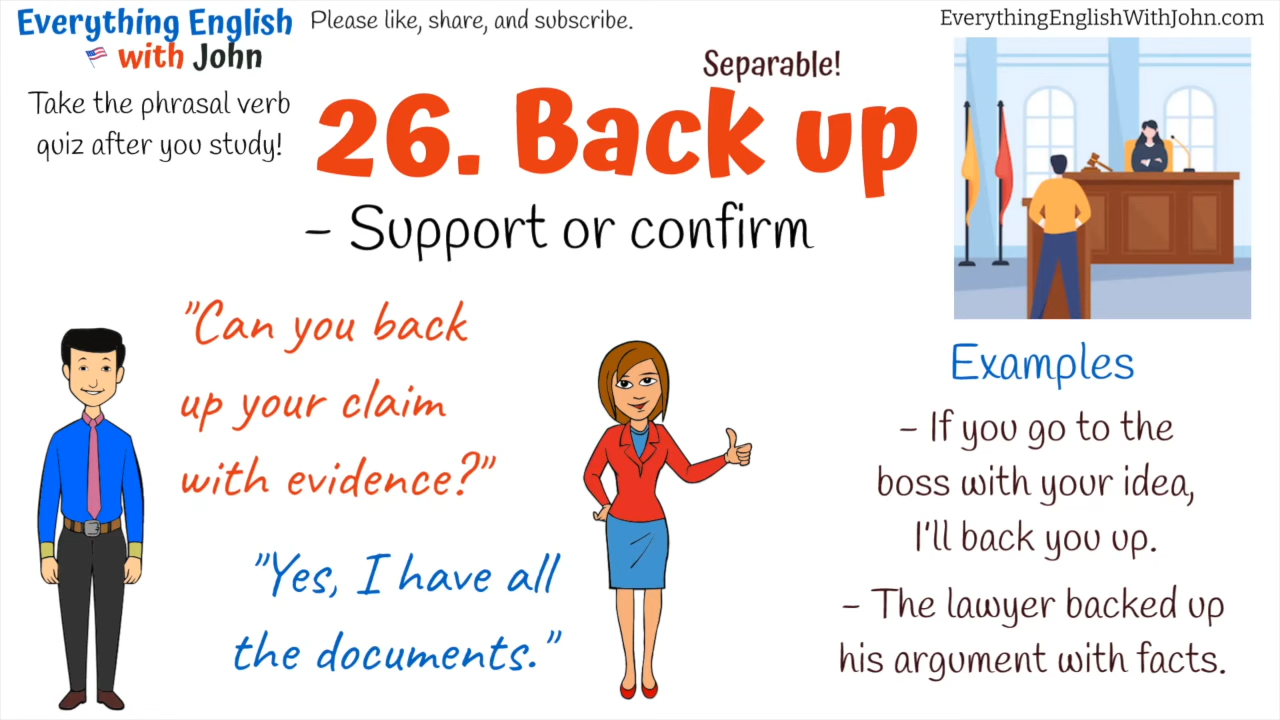 Everything English
with John
Please like, share, and subscribe.
EverythingEnglishWithJohn.com
Take the phrasal verb
quiz after you study!
Separable!
26. Back up
- Support or confirm
"Can you back
up your claim
with evidence?"
"Yes, I have all
the documents."
Examples
- If you go to the
boss with your idea,
I'll back you up.
- The lawyer backed up
his argument with facts.